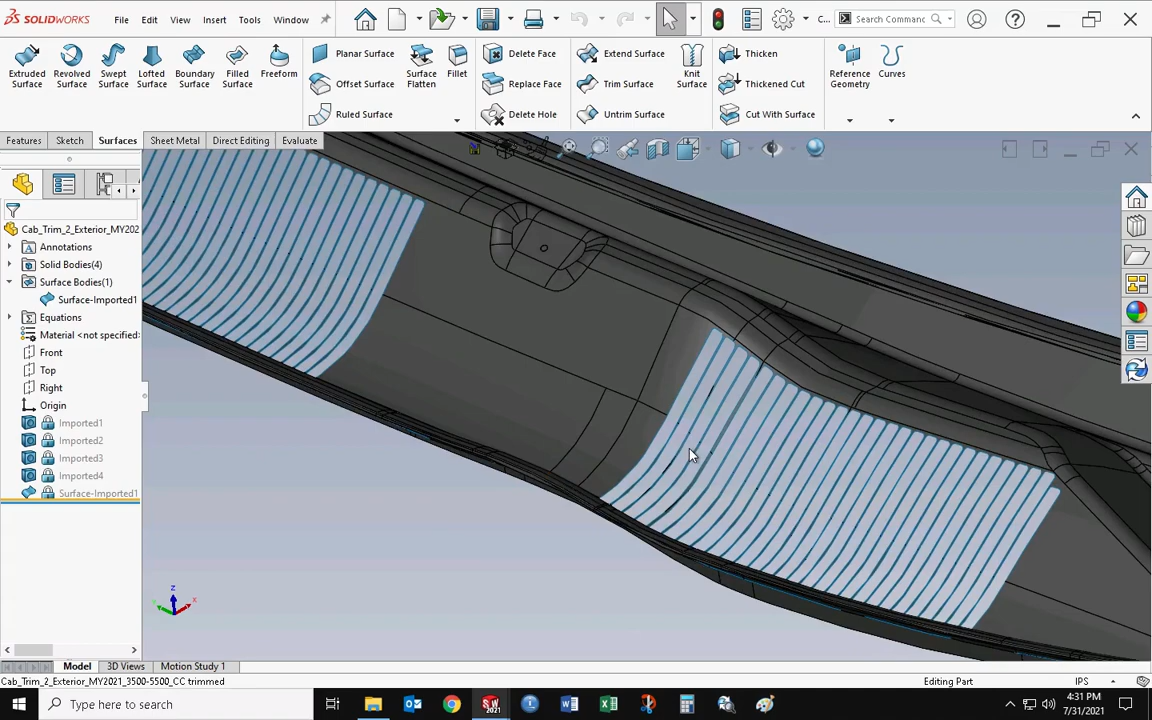 SOLIDWORKS File Edit View Insert Tools Window C... Search Commanc
Extruded Surface
Revolved Surface
Swept Surface
Lofted Surface
Boundary Surface
Filled Surface
Freeform
Planar Surface
Offset Surface
Ruled Surface
Surface Flatten
Fillet
Delete Face
Replace Face
Delete Hole
Extend Surface
Trim Surface
Untrim Surface
Knit Surface
Thicken
Thickened Cut
Cut With Surface
Reference Geometry
Curves
Features Sketch Surfaces Sheet Metal Direct Editing Evaluate
Cab_Trim_2_Exterior_MY202
Annotations
Solid Bodies(4)
Surface Bodies(1)
Surface-Imported1
Equations
Material <not specified>
Front
Top
Right
Origin
Imported1
Imported2
Imported3
Imported4
Surface-Imported1
Z
Y X
Model 3D Views Motion Study 1
Cab_Trim_2_Exterior_MY2021_3500-5500_CC trimmed Editing Part IPS
Type here to search
SW 2021
4:31 PM
7/31/2021